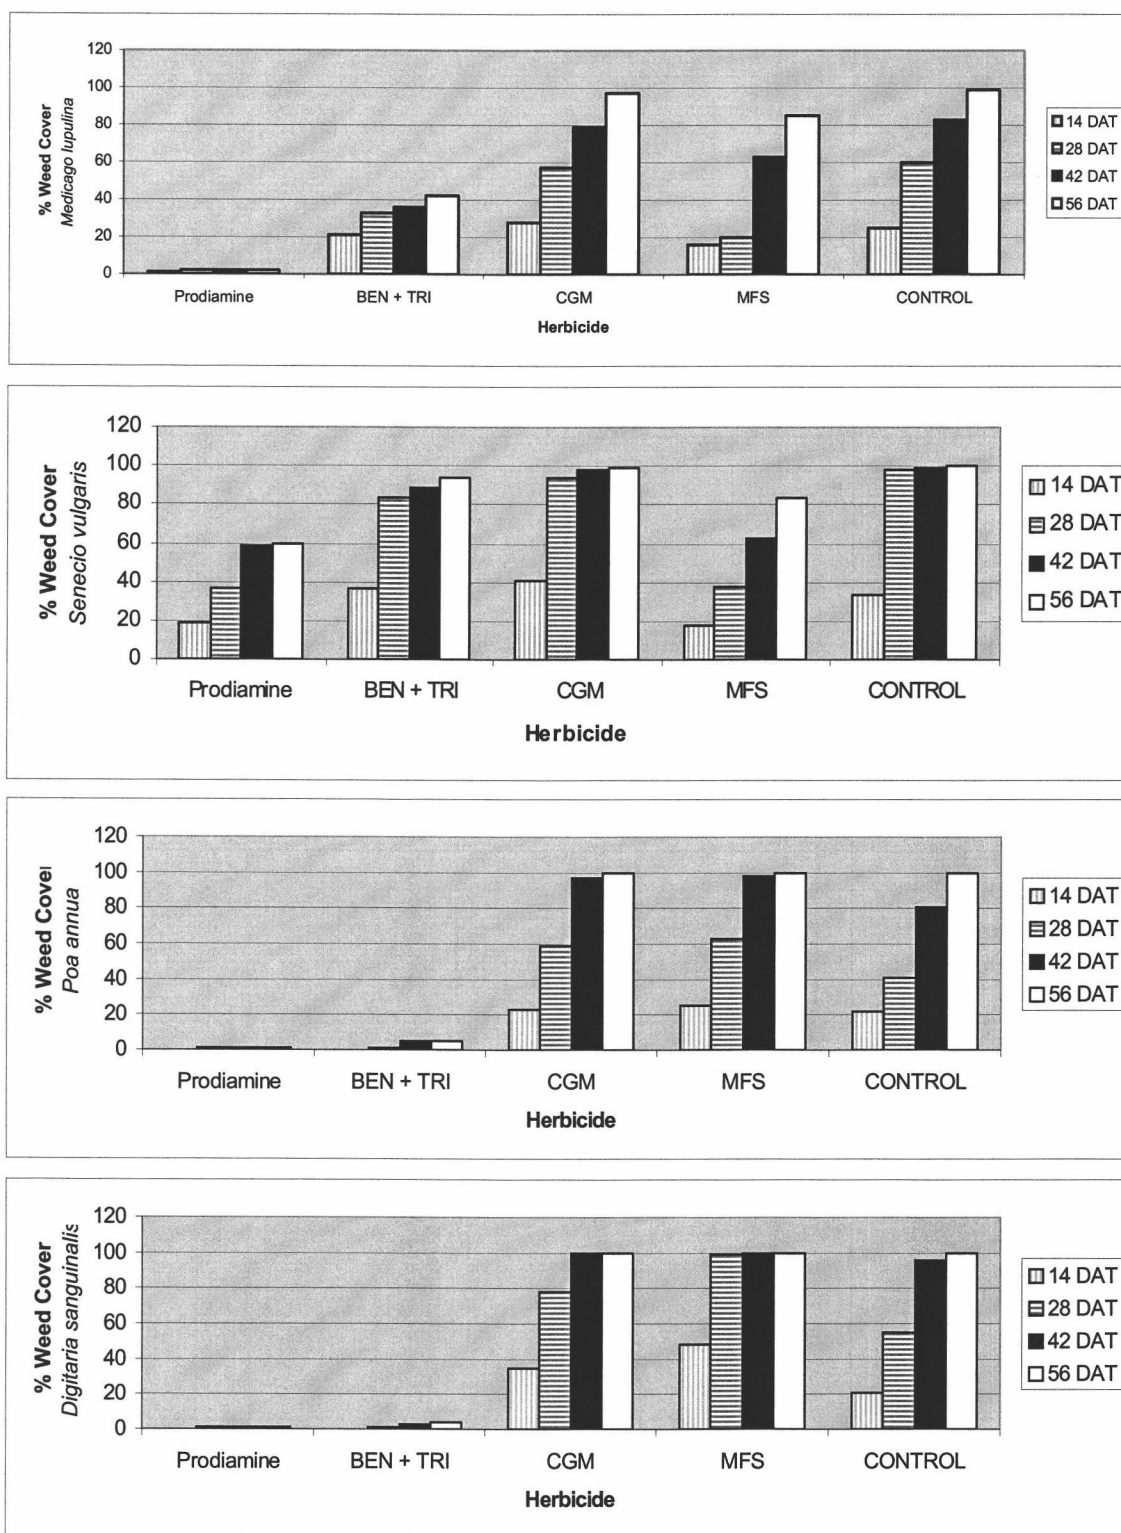 120
100
80
60
40
20
0
% Weed Cover
Medicago lupulina
Prodiamine BEN + TRI CGM MFS CONTROL
Herbicide
14 DAT
28 DAT
42 DAT
56 DAT
120
100
80
60
40
20
0
% Weed Cover
Senecio vulgaris
Prodiamine BEN + TRI CGM MFS CONTROL
Herbicide
14 DAT
28 DAT
42 DAT
56 DAT
120
100
80
60
40
20
0
% Weed Cover
Poa annua
Prodiamine BEN + TRI CGM MFS CONTROL
Herbicide
14 DAT
28 DAT
42 DAT
56 DAT
120
100
80
60
40
20
0
% Weed Cover
Digitaria sanguinalis
Prodiamine BEN + TRI CGM MFS CONTROL
Herbicide
14 DAT
28 DAT
42 DAT
56 DAT